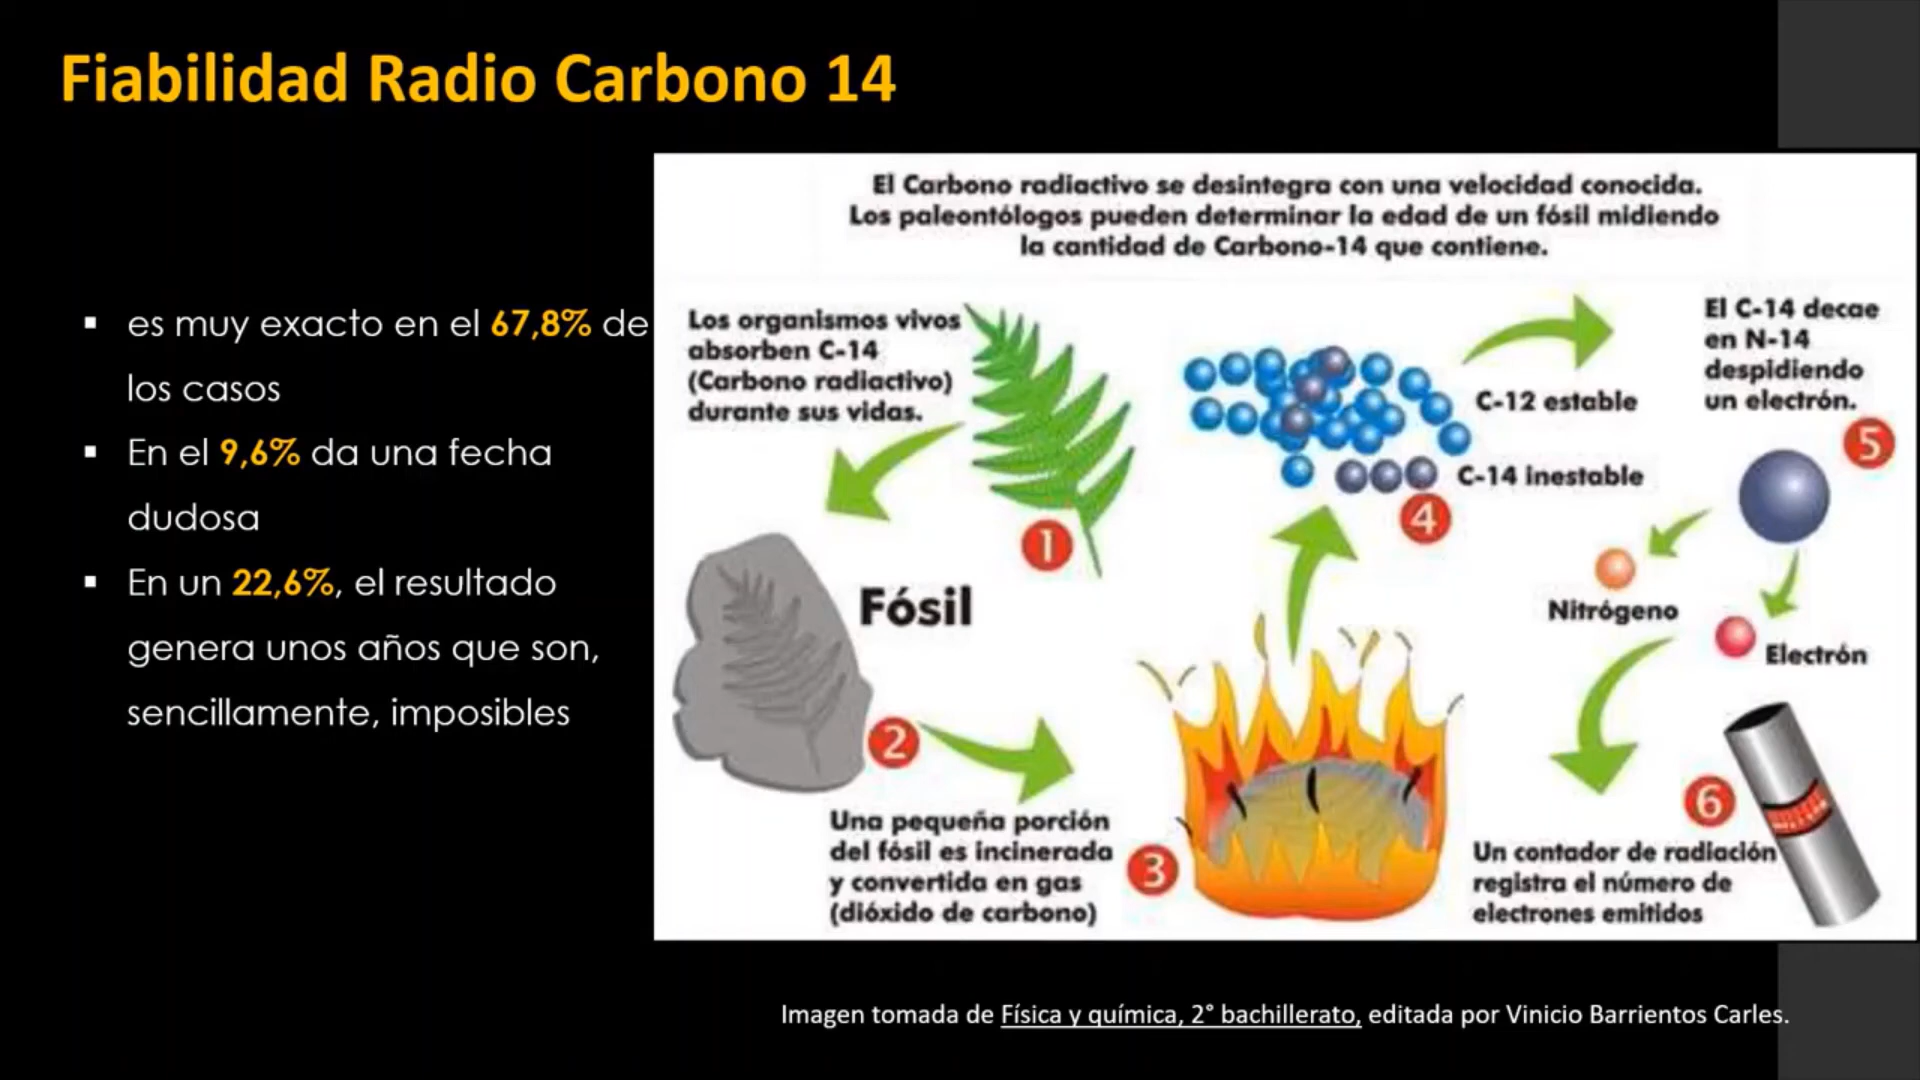 Fiabilidad Radio Carbono 14
▪ es muy exacto en el 67,8% de
los casos
▪ En el 9,6% da una fecha
dudosa
▪ En un 22,6%, el resultado
genera unos años que son,
sencillamente, imposibles
El Carbono radiactivo se desintegra con una velocidad conocida.
Los paleontólogos pueden determinar la edad de un fósil midiendo
la cantidad de Carbono-14 que contiene.
Los organismos vivos
absorben C-14
(Carbono radiactivo)
durante sus vidas.
1
Fósil
2
Una pequeña porción
del fósil es incinerada
y convertida en gas
(dióxido de carbono)
3
C-12 estable
C-14 inestable
4
El C-14 decae
en N-14
despidiendo
un electrón.
5
Nitrógeno
Electrón
6
Un contador de radiación
registra el número de
electrones emitidos
Imagen tomada de Física y química, 2° bachillerato, editada por Vinicio Barrientos Carles.